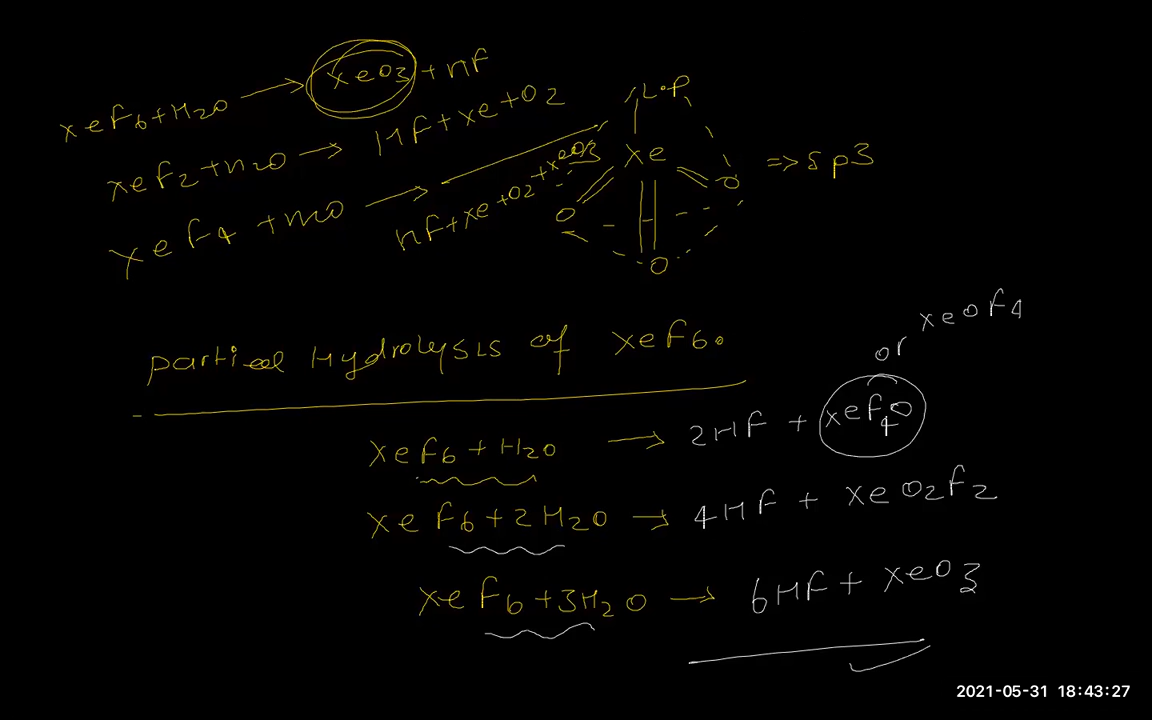 xeF6+H2O → xeO3 + HF
xeF2+H2O → HF+xe+O2
xeF4 +H2O → HF+xe+O2+xeO3
L.P
xe
O
O
O
=> sp3
partial Hydrolysis of xeF6.
xeF6 + H2O → 2HF + xeF4O
or xeOF4
xeF6 + 2H2O → 4HF + xeO2F2
xeF6 + 3H2O → 6HF + xeO3
2021-05-31 18:43:27